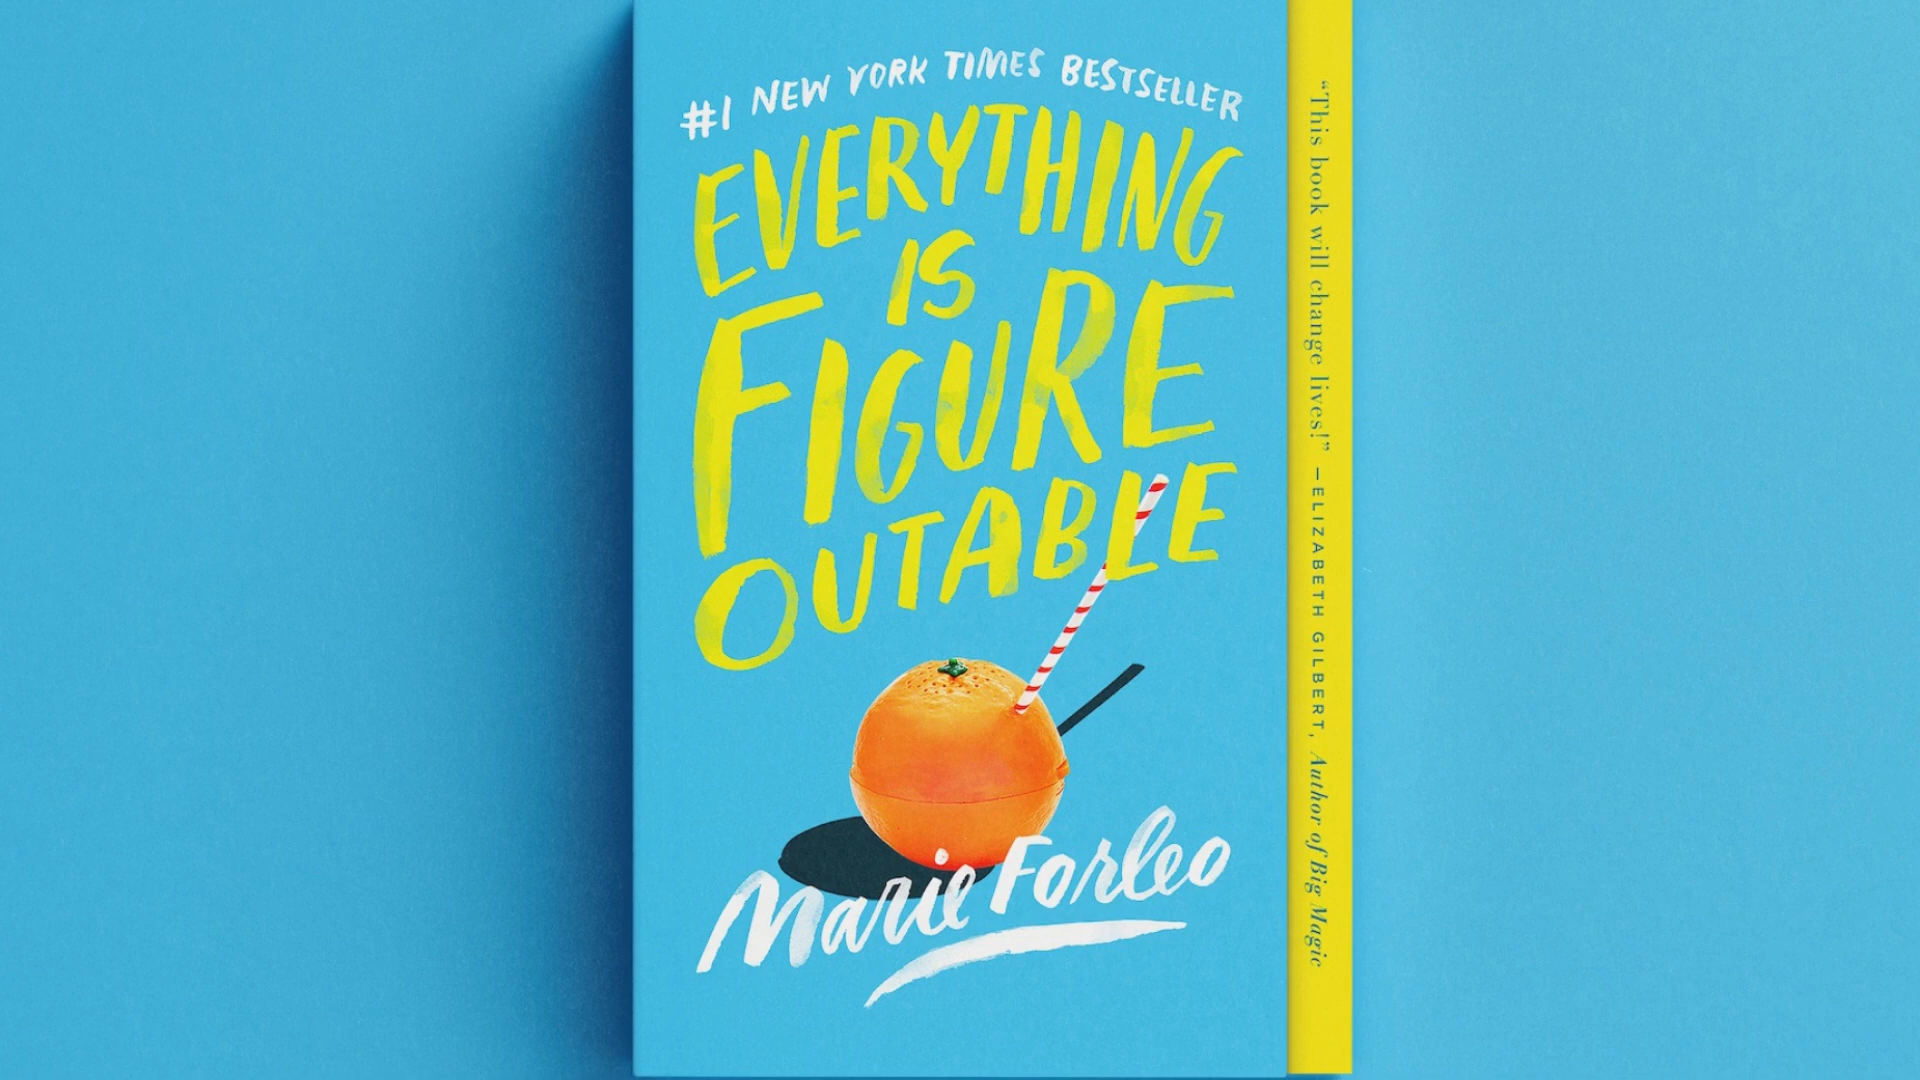 #1 NEW YORK TIMES BESTSELLER
EVERYTHING
IS
FIGURE
OUTABLE
Marie Forleo
“This book will change lives!” —ELIZABETH GILBERT, Author of Big Magic